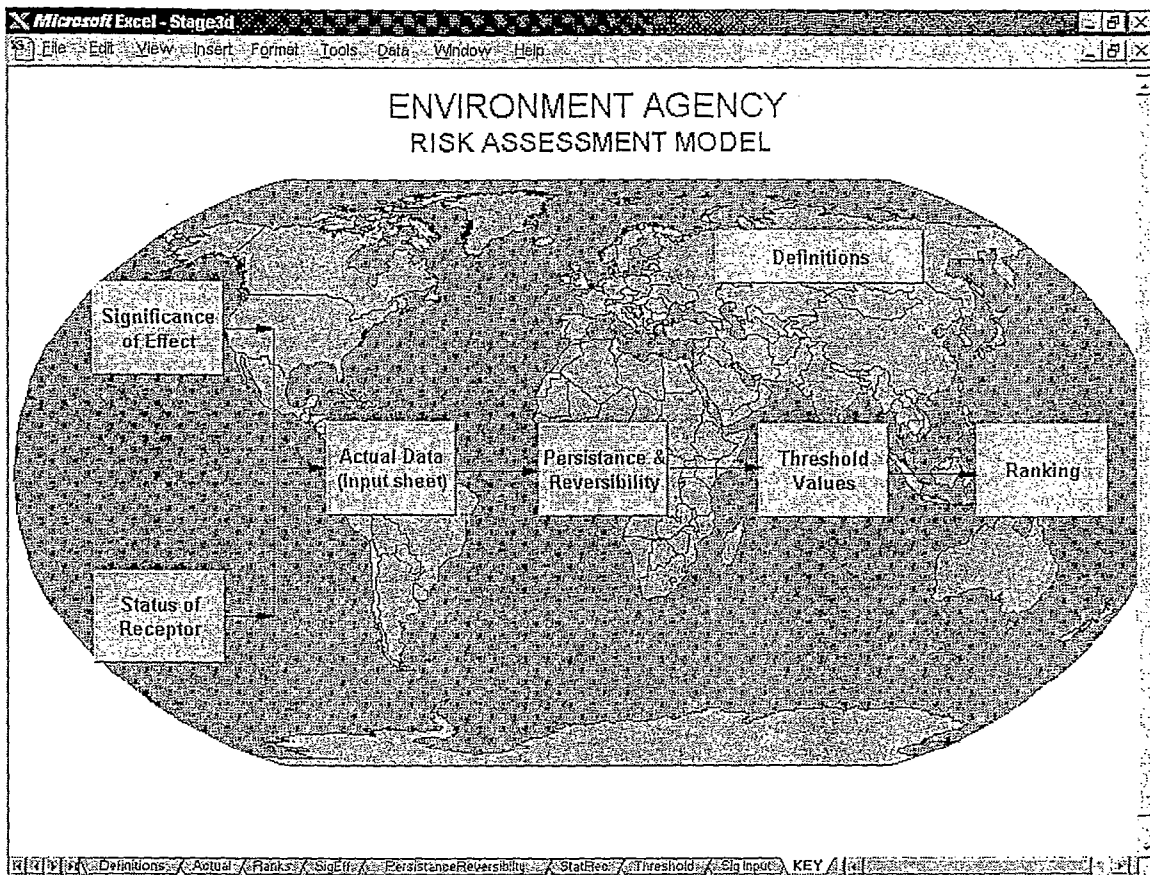 Microsoft Excel - Stage3d
File Edit View Insert Format Tools Data Window Help
ENVIRONMENT AGENCY
RISK ASSESSMENT MODEL
Definitions
Significance
of Effect
Actual Data
(Input sheet)
Persistance &
Reversibility
Threshold
Values
Ranking
Status of
Receptor
Definitions Actual Ranks SigEff PersistanceReversibilty StatRec Threshold Sig Input KEY